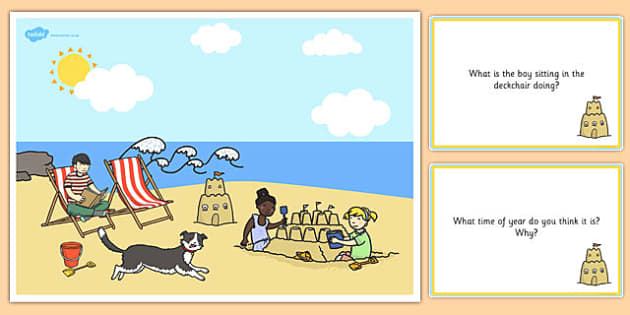 twinkl
What is the boy sitting in the
deckchair doing?
What time of year do you think it is?
Why?